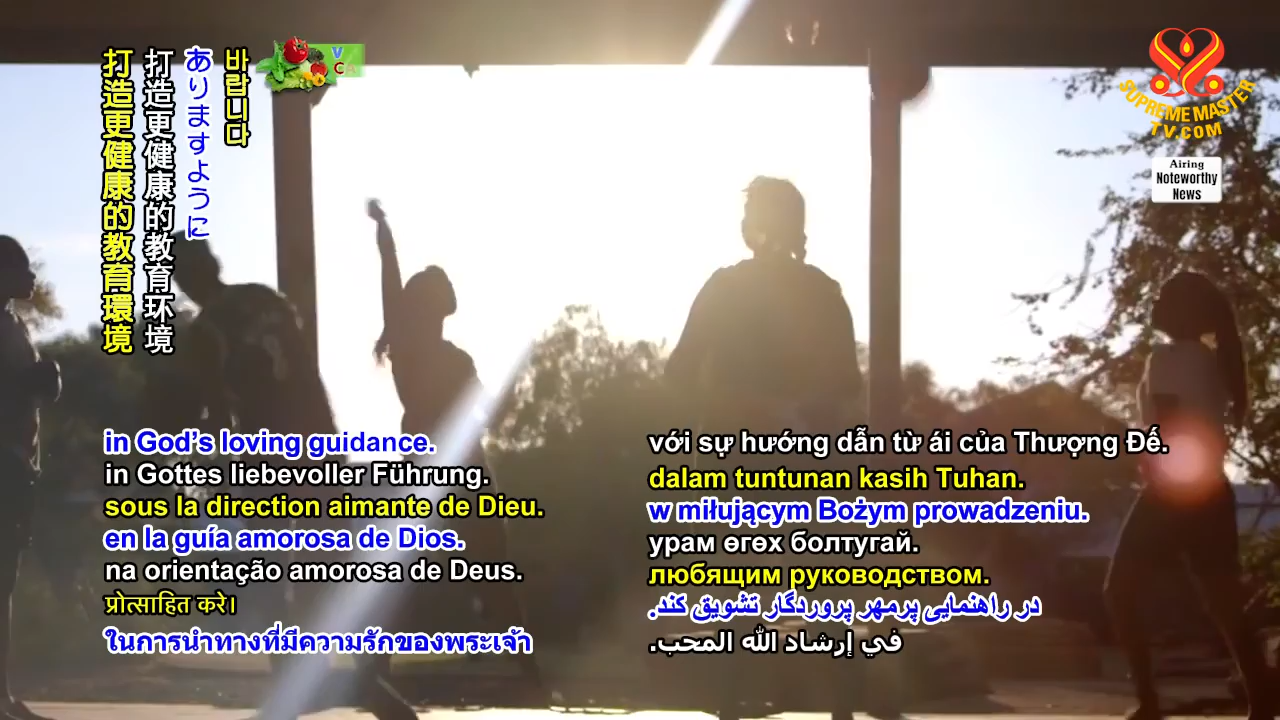 바랍니다
ありますように
打造更健康的教育环境
打造更健康的教育環境
SUPREME MASTER
TV.COM
Airing
Noteworthy
News
in God's loving guidance.
in Gottes liebevoller Führung.
sous la direction aimante de Dieu.
en la guía amorosa de Dios.
na orientação amorosa de Deus.
प्रोत्साहित करे।
ในการนำทางที่มีความรักของพระเจ้า
với sự hướng dẫn từ ái của Thượng Đế.
dalam tuntunan kasih Tuhan.
w miłującym Bożym prowadzeniu.
урам өгөх болтугай.
любящим руководством.
در راهنمایی پرمهر پروردگار تشویق کند.
في إرشاد الله المحب.